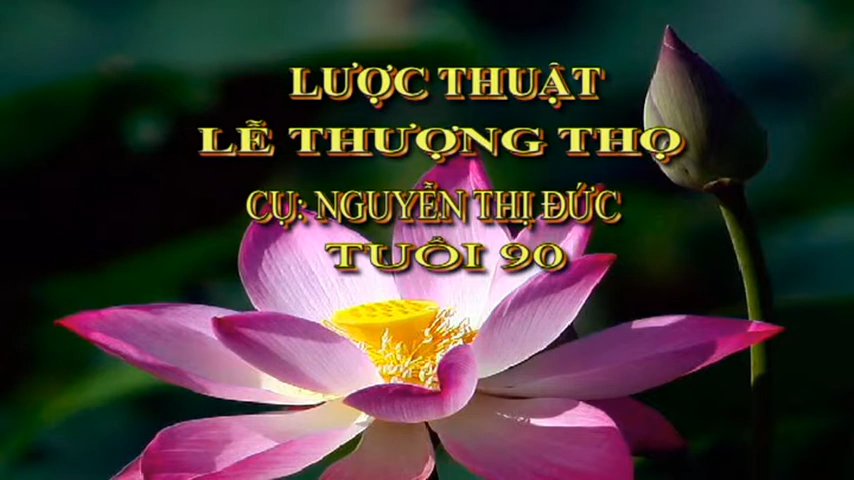 LƯỢC THUẬT
LỄ THƯỢNG THỌ
CỤ: NGUYỄN THỊ ĐỨC
TUỔI 90